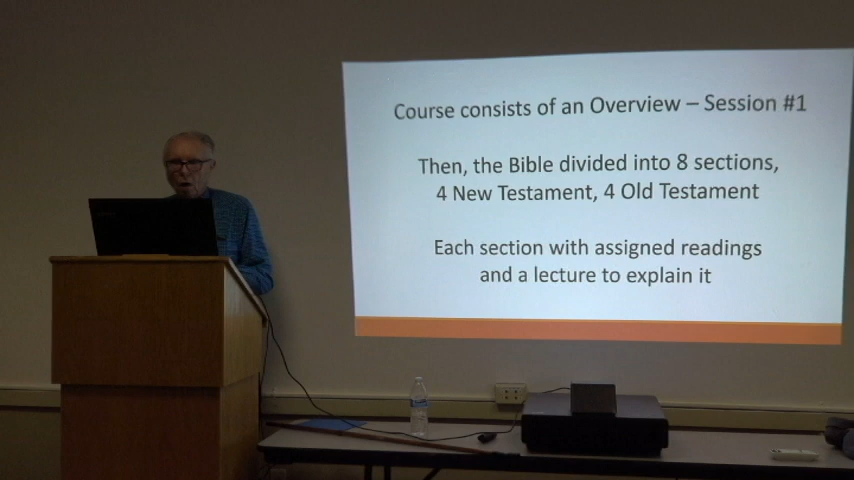 Course consists of an Overview – Session #1
Then, the Bible divided into 8 sections,
4 New Testament, 4 Old Testament
Each section with assigned readings
and a lecture to explain it